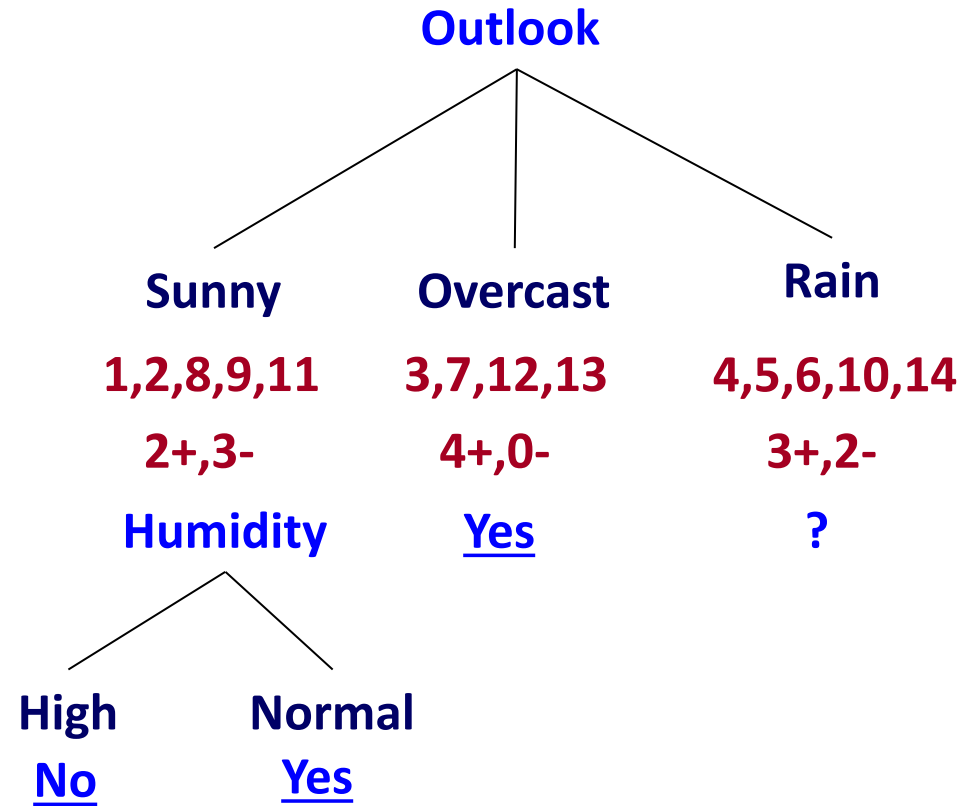 Outlook
Sunny Overcast Rain
1,2,8,9,11 3,7,12,13 4,5,6,10,14
2+,3- 4+,0- 3+,2-
Humidity Yes ?
High Normal
No Yes